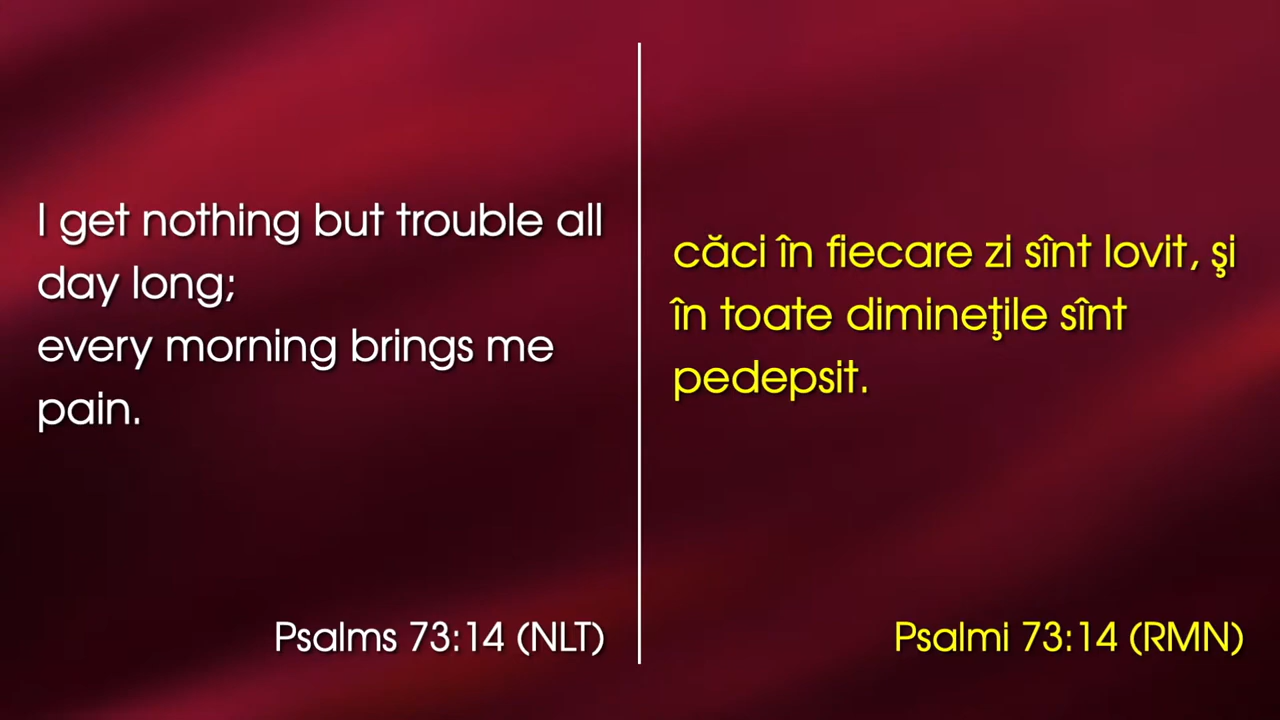 I get nothing but trouble all
day long;
every morning brings me
pain.
Psalms 73:14 (NLT)
căci în fiecare zi sînt lovit, şi
în toate dimineţile sînt
pedepsit.
Psalmi 73:14 (RMN)